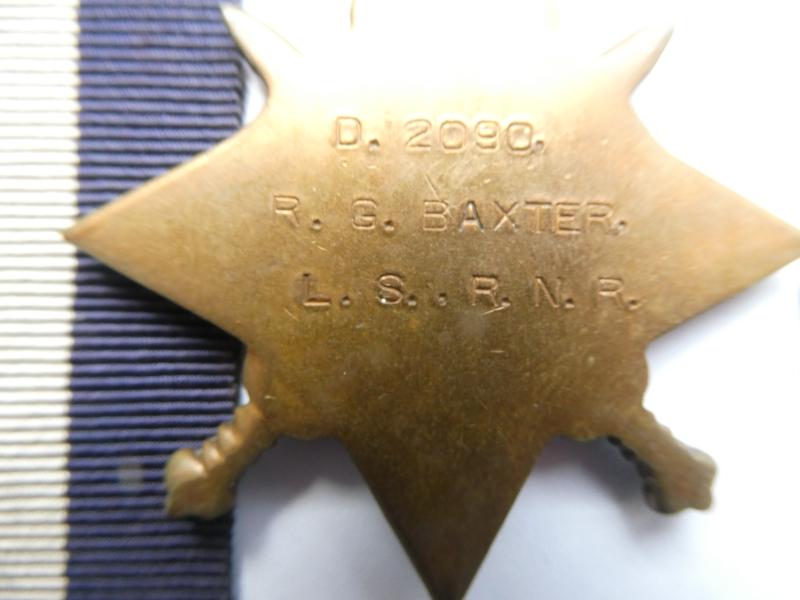 D. 2090.
R. G. BAXTER.
L. S. . R. N. R.